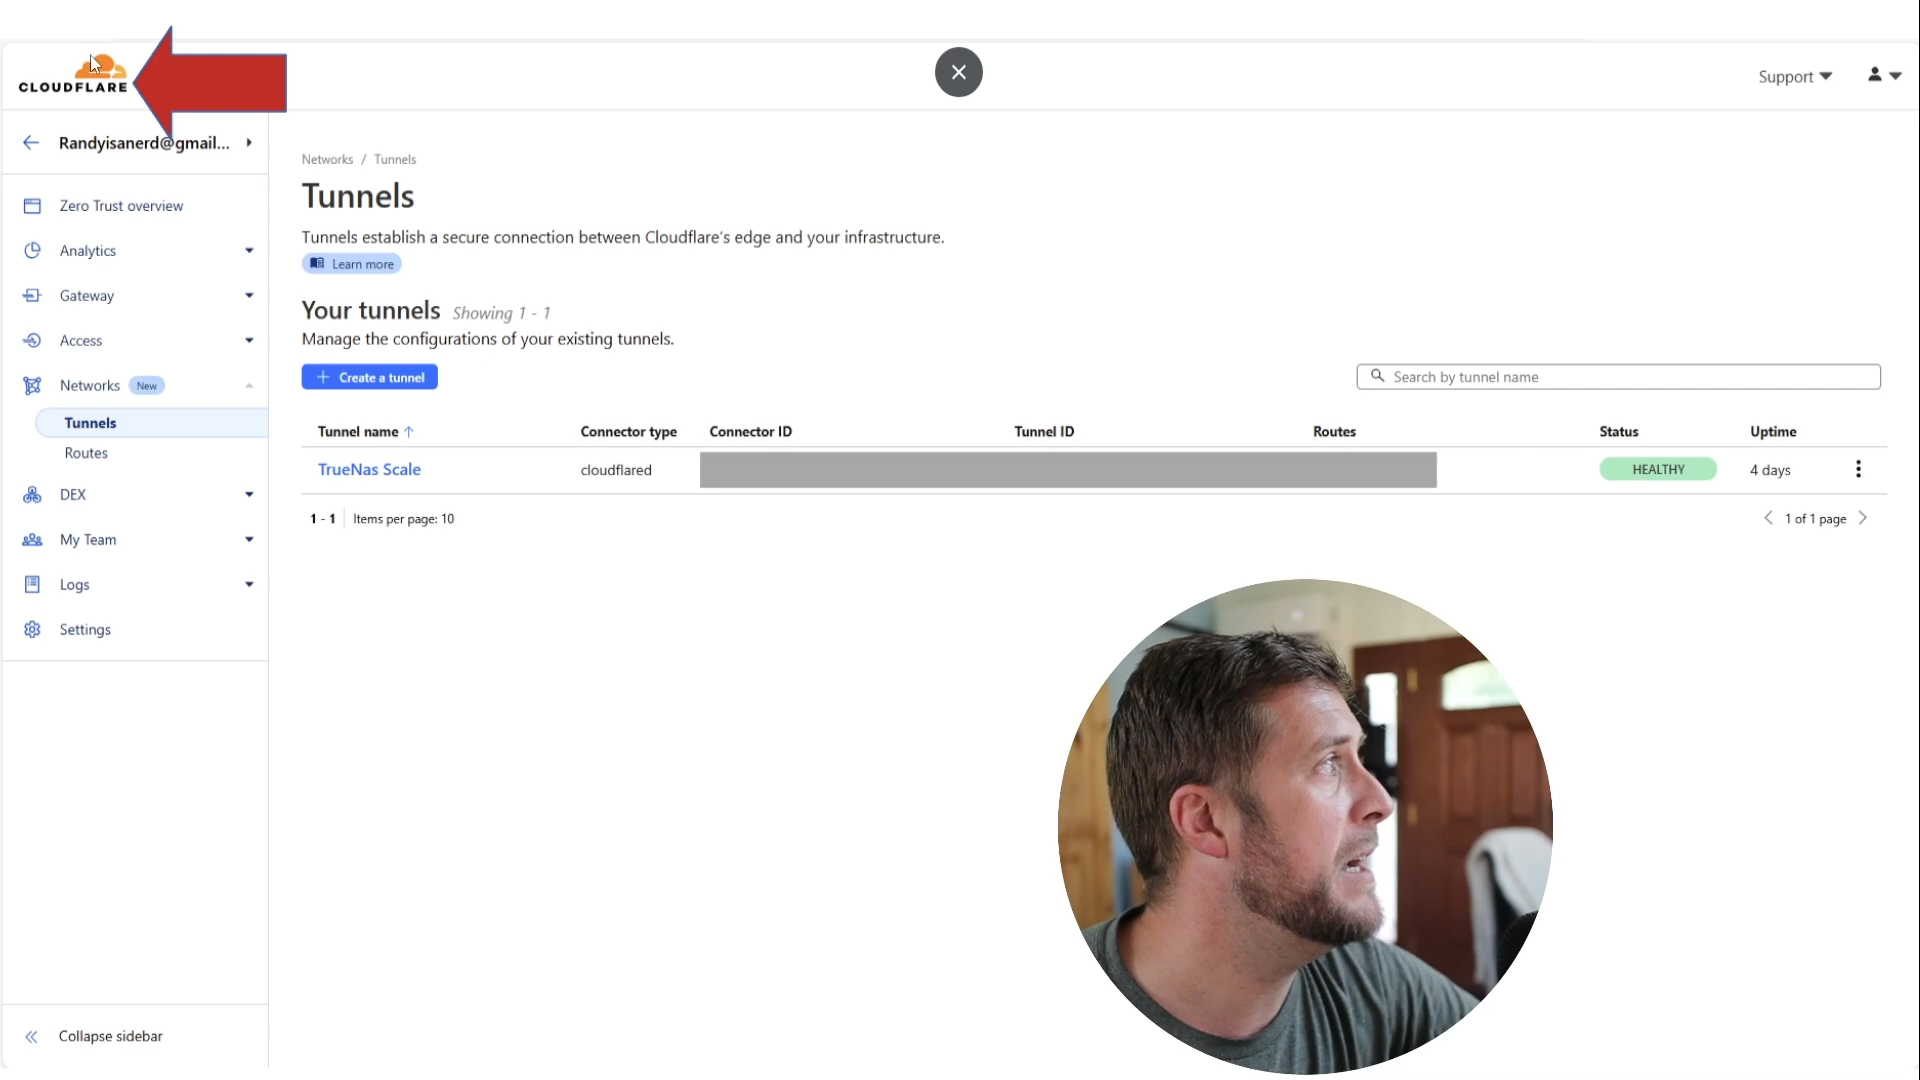 CLOUDFLARE
Support
Randyisanerd@gmail...
Zero Trust overview
Analytics
Gateway
Access
Networks New
Tunnels
Routes
DEX
My Team
Logs
Settings
Collapse sidebar
Networks / Tunnels
Tunnels
Tunnels establish a secure connection between Cloudflare's edge and your infrastructure.
Learn more
Your tunnels Showing 1 - 1
Manage the configurations of your existing tunnels.
+ Create a tunnel
Search by tunnel name
Tunnel name ↑ Connector type Connector ID Tunnel ID Routes Status Uptime
TrueNas Scale cloudflared HEALTHY 4 days
1 - 1 Items per page: 10
1 of 1 page